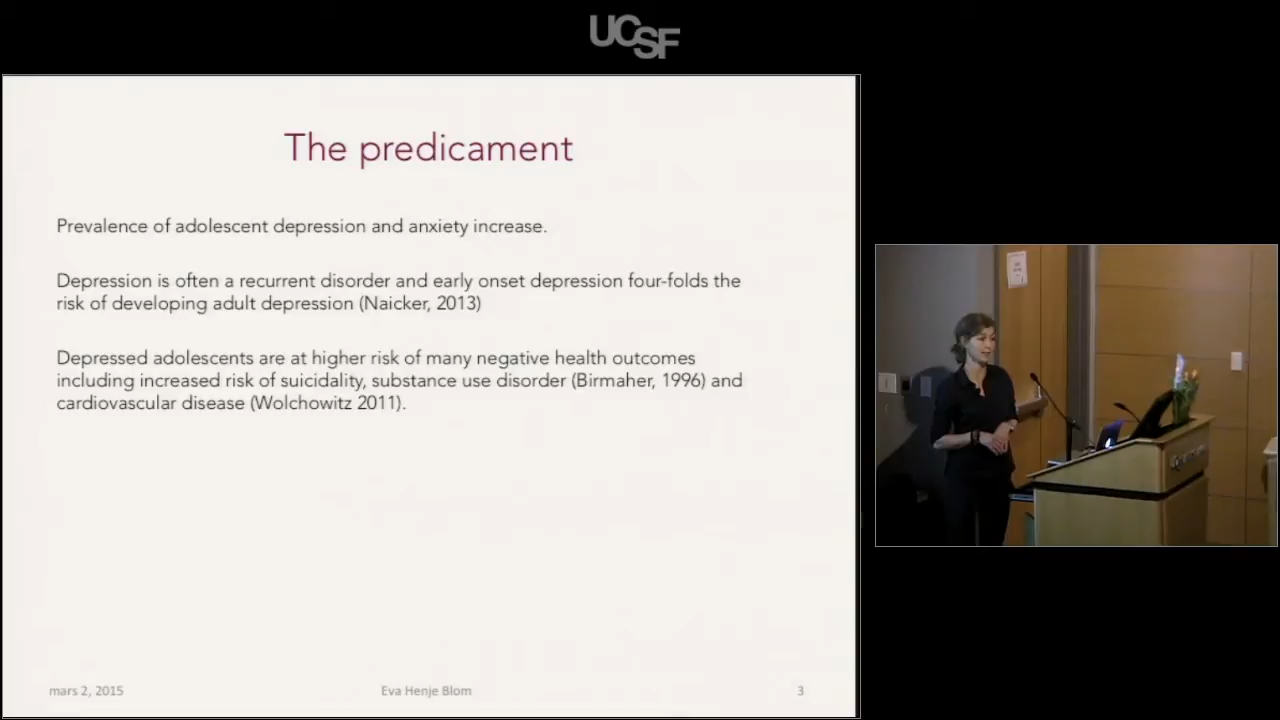 UCSF
The predicament
Prevalence of adolescent depression and anxiety increase.
Depression is often a recurrent disorder and early onset depression four-folds the
risk of developing adult depression (Naicker, 2013)
Depressed adolescents are at higher risk of many negative health outcomes
including increased risk of suicidality, substance use disorder (Birmaher, 1996) and
cardiovascular disease (Wolchowitz 2011).
mars 2, 2015
Eva Henje Blom
3